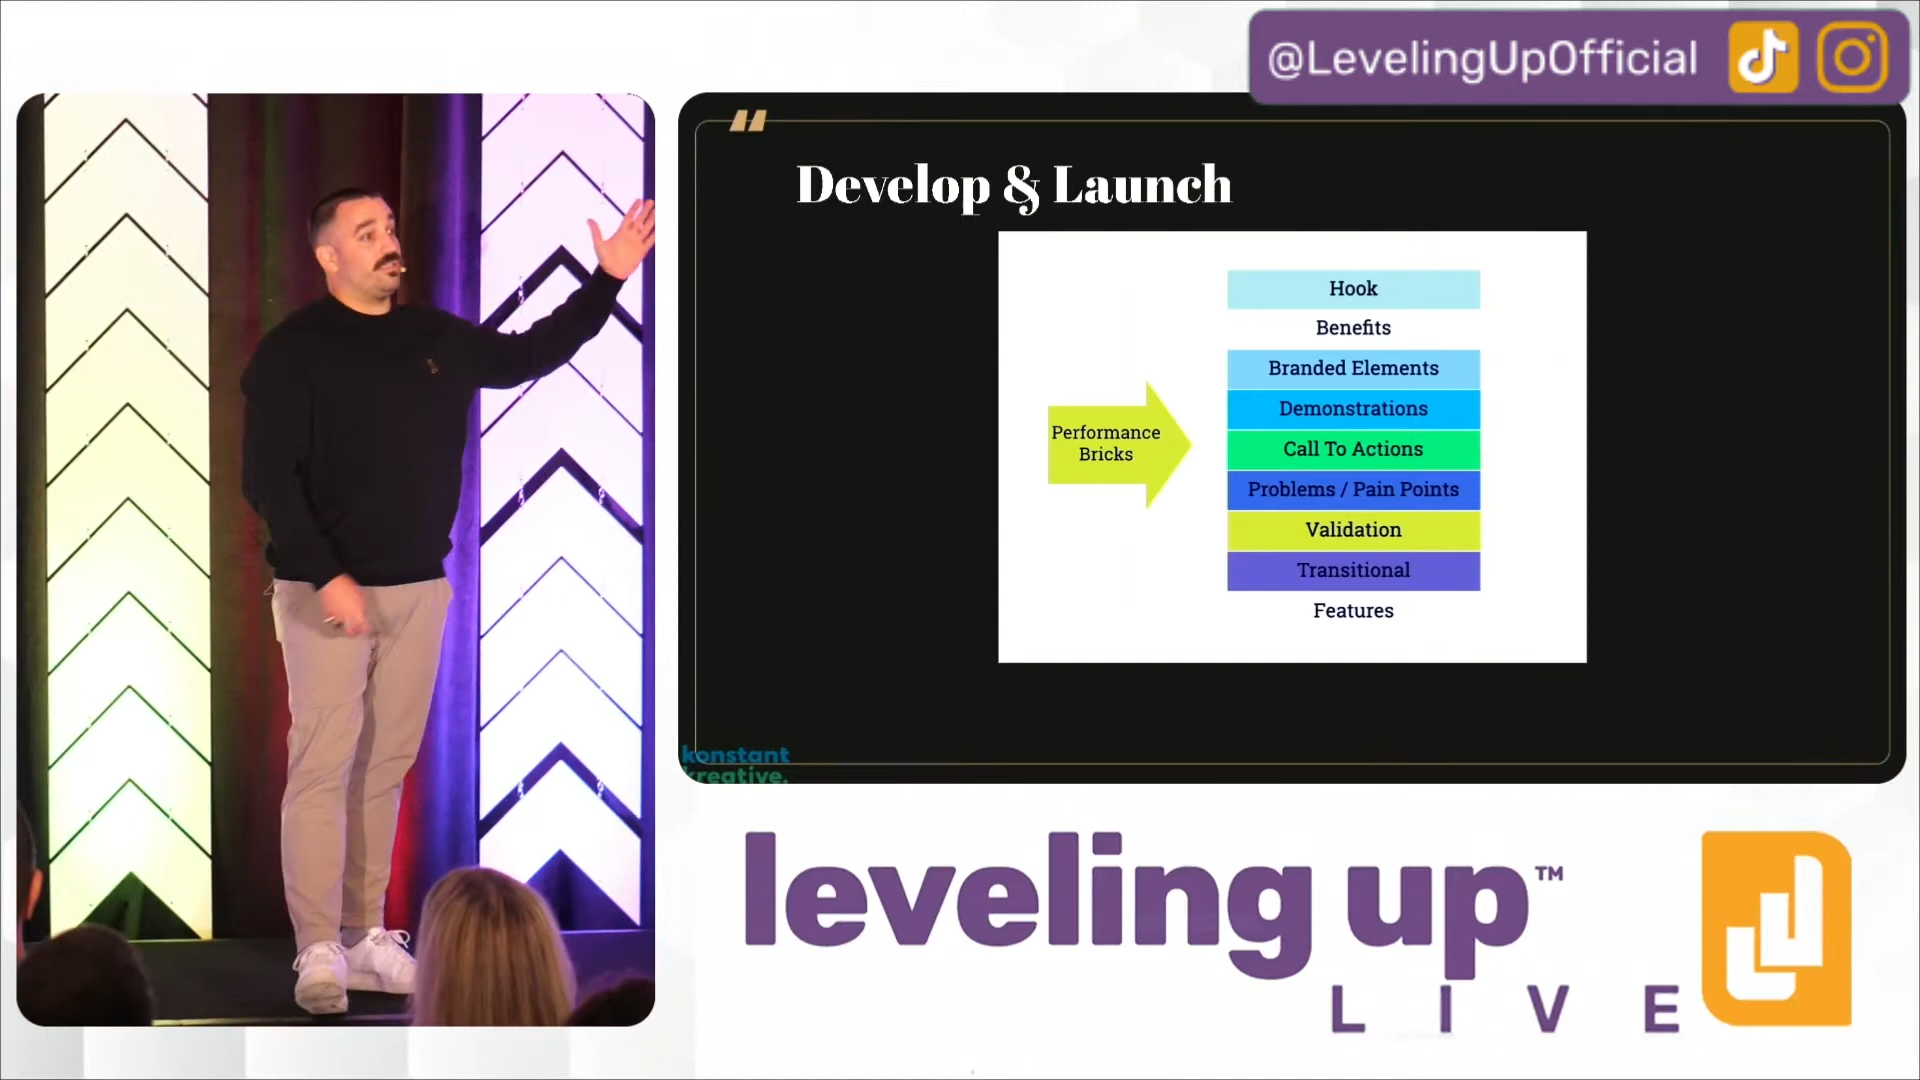 @LevelingUpOfficial
Develop & Launch
Hook
Benefits
Branded Elements
Demonstrations
Call To Actions
Problems / Pain Points
Validation
Transitional
Features
Performance
Bricks
konstant
kreative.
leveling up™
LIVE